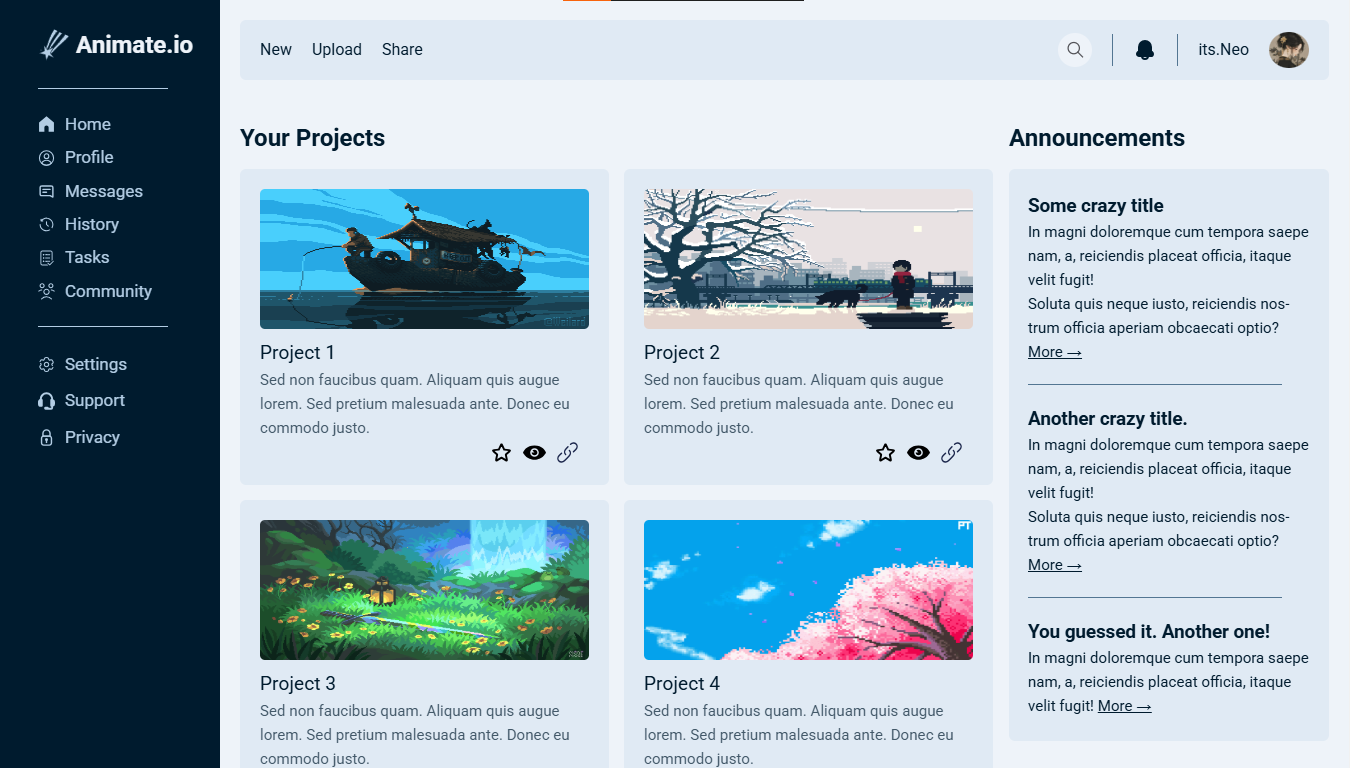 Animate.io
Home
Profile
Messages
History
Tasks
Community
Settings
Support
Privacy
New Upload Share
its.Neo
Your Projects
Project 1
Sed non faucibus quam. Aliquam quis augue
lorem. Sed pretium malesuada ante. Donec eu
commodo justo.
Project 2
Sed non faucibus quam. Aliquam quis augue
lorem. Sed pretium malesuada ante. Donec eu
commodo justo.
Project 3
Sed non faucibus quam. Aliquam quis augue
lorem. Sed pretium malesuada ante. Donec eu
commodo justo.
PT
Project 4
Sed non faucibus quam. Aliquam quis augue
lorem. Sed pretium malesuada ante. Donec eu
commodo justo.
Announcements
Some crazy title
In magni doloremque cum tempora saepe
nam, a, reiciendis placeat officia, itaque
velit fugit!
Soluta quis neque iusto, reiciendis nos-
trum officia aperiam obcaecati optio?
More →
Another crazy title.
In magni doloremque cum tempora saepe
nam, a, reiciendis placeat officia, itaque
velit fugit!
Soluta quis neque iusto, reiciendis nos-
trum officia aperiam obcaecati optio?
More →
You guessed it. Another one!
In magni doloremque cum tempora saepe
nam, a, reiciendis placeat officia, itaque
velit fugit! More →